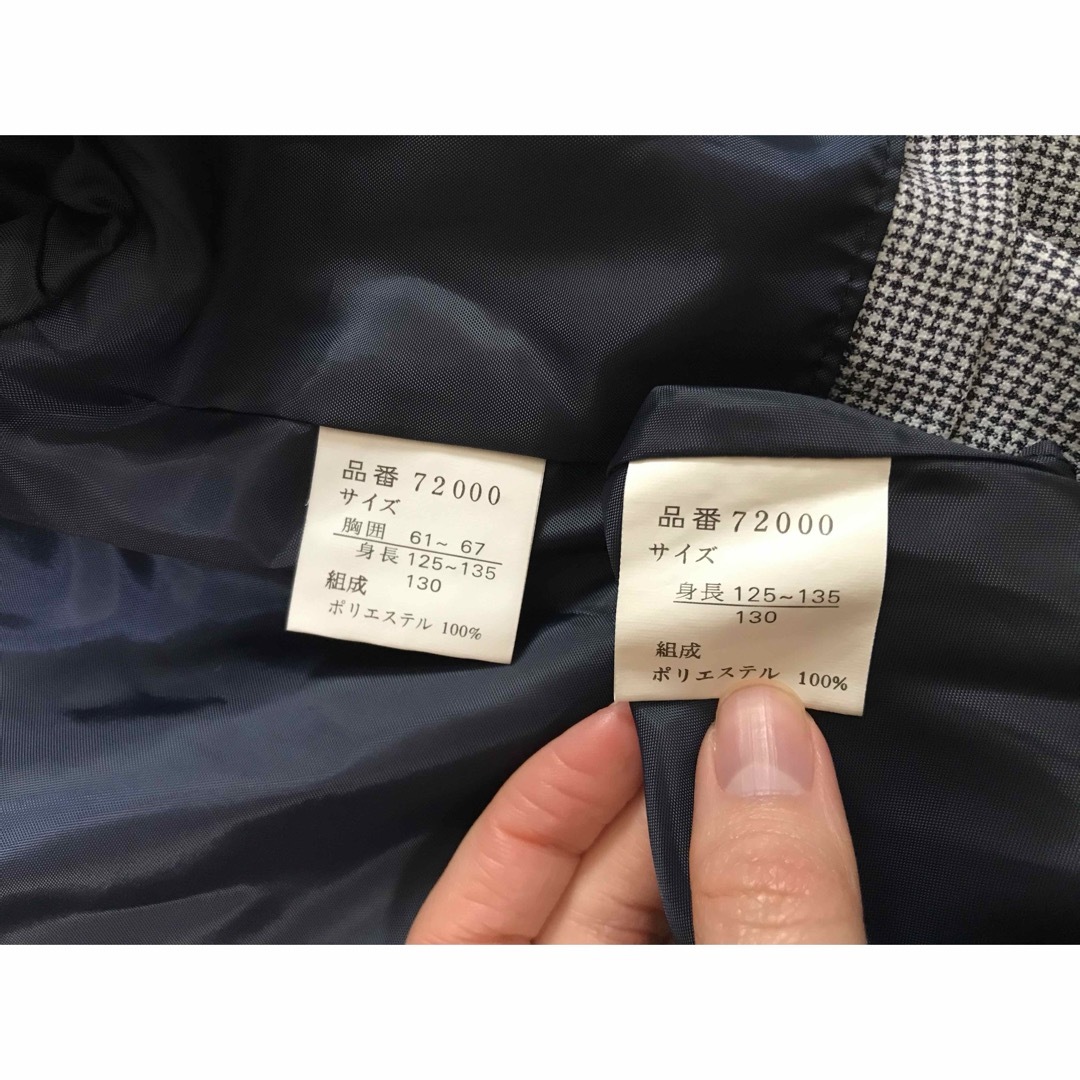 品番 72000
サイズ
胸囲 61~ 67
身長 125~135
組成 130
ポリエステル 100%
品番 72000
サイズ
身長 125~135
130
組成
ポリエステル 100%